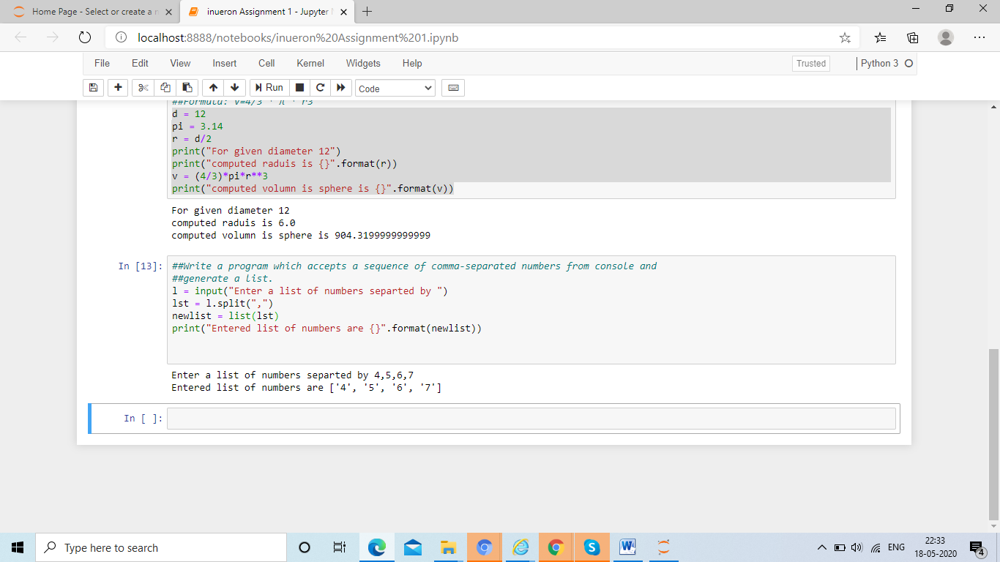 Home Page - Select or create a n
inueron Assignment 1 - Jupyter
localhost:8888/notebooks/inueron%20Assignment%201.ipynb
File Edit View Insert Cell Kernel Widgets Help
Trusted
Python 3
Run
Code
##Formula: V=4/3 * π * r3
d = 12
pi = 3.14
r = d/2
print("For given diameter 12")
print("computed raduis is {}".format(r))
v = (4/3)*pi*r**3
print("computed volumn is sphere is {}".format(v))
For given diameter 12
computed raduis is 6.0
computed volumn is sphere is 904.3199999999999
In [13]:
##Write a program which accepts a sequence of comma-separated numbers from console and
##generate a list.
l = input("Enter a list of numbers separted by ")
lst = l.split(",")
newlist = list(lst)
print("Entered list of numbers are {}".format(newlist))
Enter a list of numbers separted by 4,5,6,7
Entered list of numbers are ['4', '5', '6', '7']
In [ ]:
Type here to search
ENG
22:33
18-05-2020
4